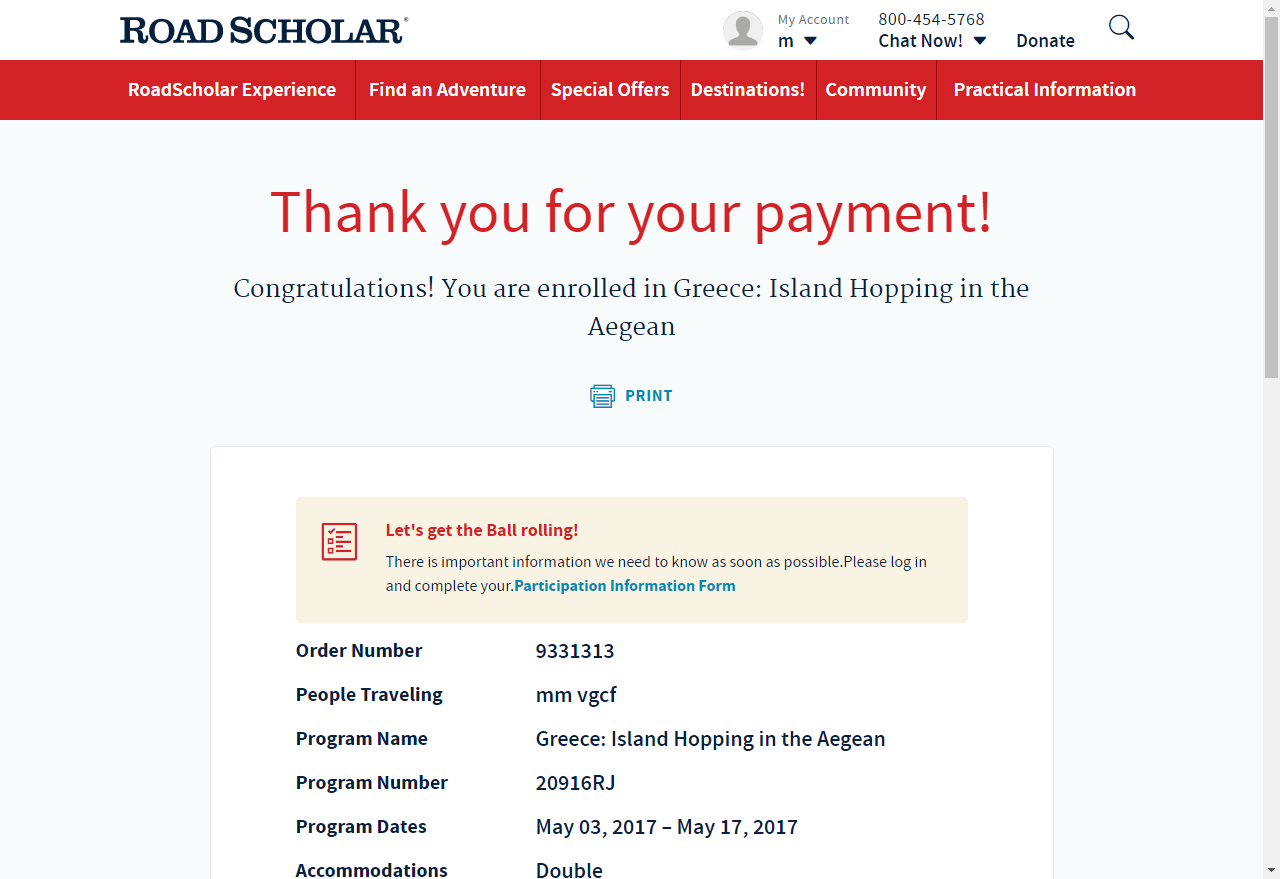 ROAD SCHOLAR®
My Account
m
800-454-5768
Chat Now!
Donate
RoadScholar Experience
Find an Adventure
Special Offers
Destinations!
Community
Practical Information
Thank you for your payment!
Congratulations! You are enrolled in Greece: Island Hopping in the
Aegean
PRINT
Let's get the Ball rolling!
There is important information we need to know as soon as possible.Please log in
and complete your.Participation Information Form
Order Number 9331313
People Traveling mm vgcf
Program Name Greece: Island Hopping in the Aegean
Program Number 20916RJ
Program Dates May 03, 2017 – May 17, 2017
Accommodations Double